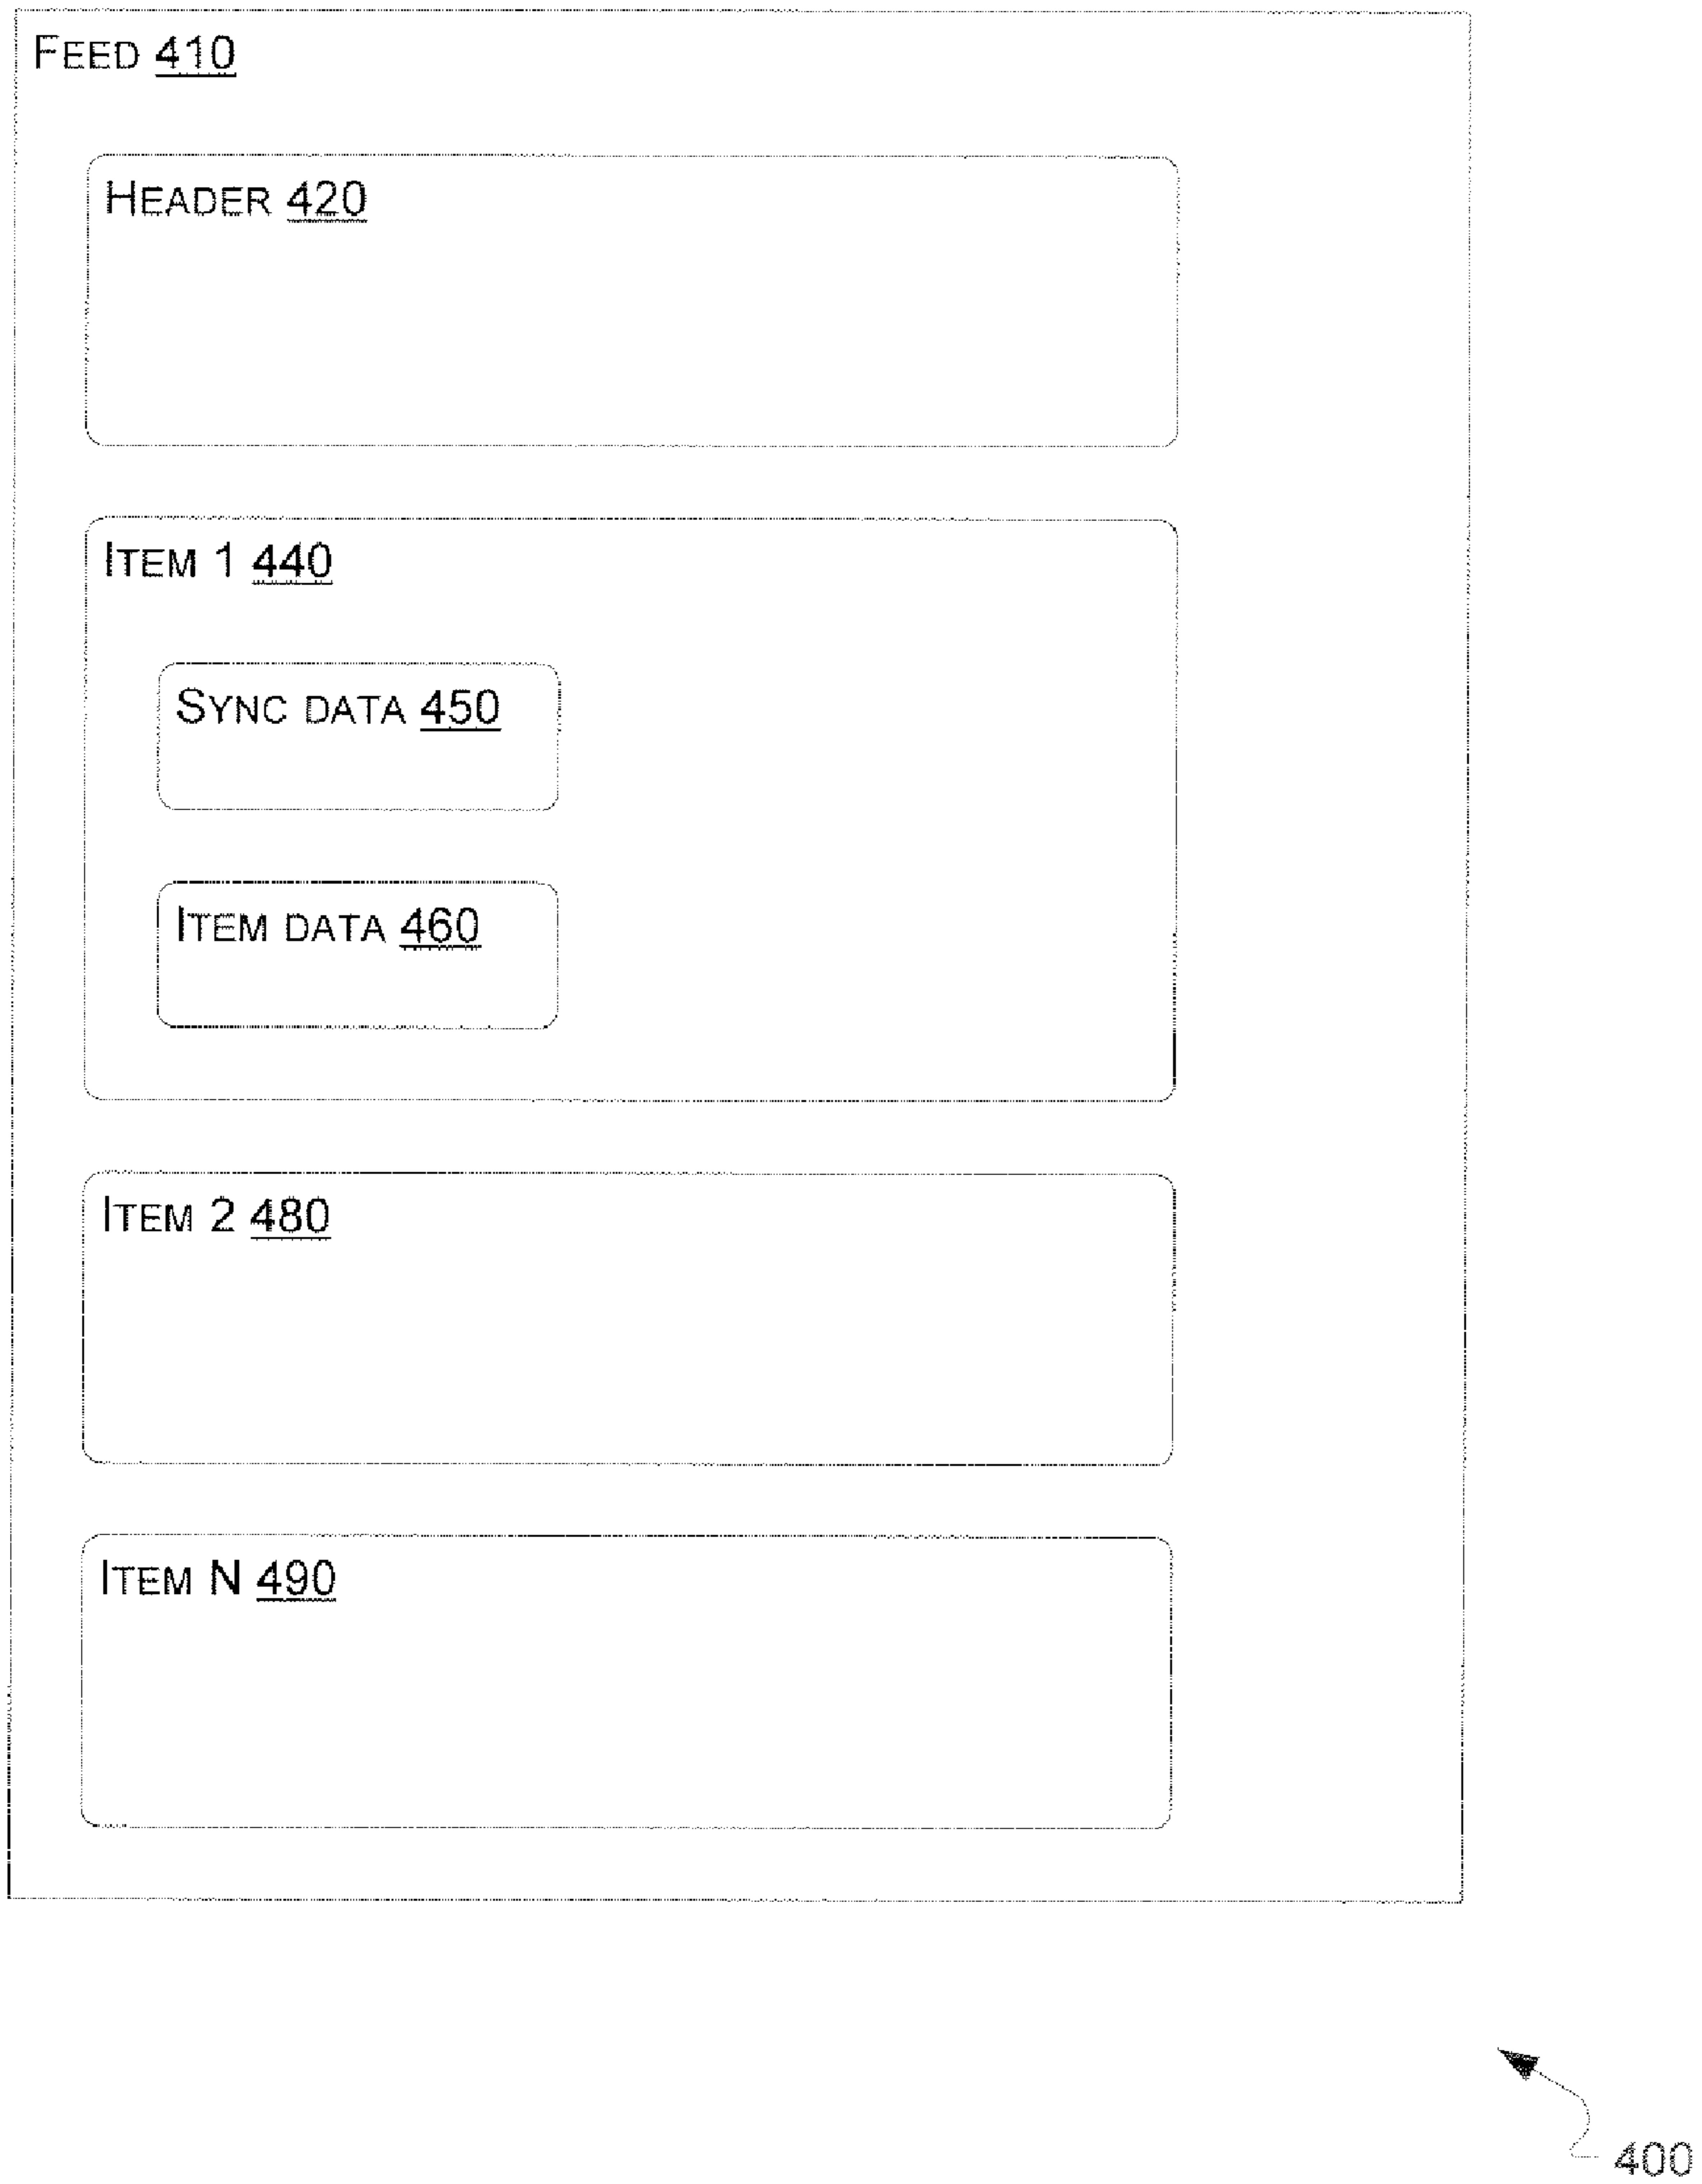 FEED 410
HEADER 420
ITEM 1 440
SYNC DATA 450
ITEM DATA 460
ITEM 2 480
ITEM N 490
400